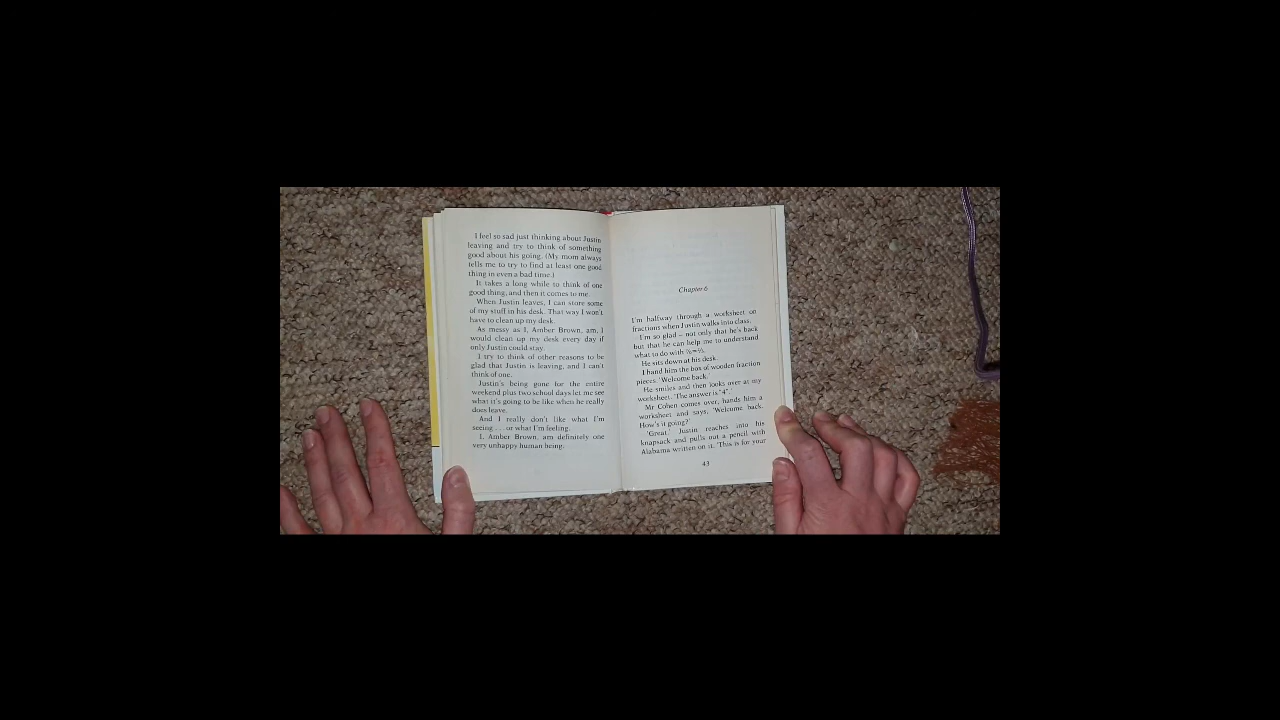 I feel so sad just thinking about Justin
leaving and try to think of something
good about his going. (My mom always
tells me to try to find at least one good
thing in even a bad time.)
It takes a long while to think of one
good thing, and then it comes to me.
When Justin leaves, I can store some
of my stuff in his desk. That way I won't
have to clean up my desk.
As messy as I, Amber Brown, am, I
would clean up my desk every day if
only Justin could stay.
I try to think of other reasons to be
glad that Justin is leaving, and I can't
think of one.
Justin's being gone for the entire
weekend plus two school days let me see
what it's going to be like when he really
does leave.
And I really don't like what I'm
seeing . . . or what I'm feeling.
I, Amber Brown, am definitely one
very unhappy human being.
Chapter 6
I'm halfway through a worksheet on
fractions when Justin walks into class.
I'm so glad – not only that he's back
but that he can help me to understand
what to do with
He sits down at his desk.
I hand him the box of wooden fraction
pieces. 'Welcome back.'
He smiles and then looks over at my
worksheet. 'The answer is "4".'
Mr Cohen comes over, hands him a
worksheet and says, 'Welcome back.
How's it going?'
'Great.' Justin reaches into his
knapsack and pulls out a pencil with
Alabama written on it. 'This is for your
43